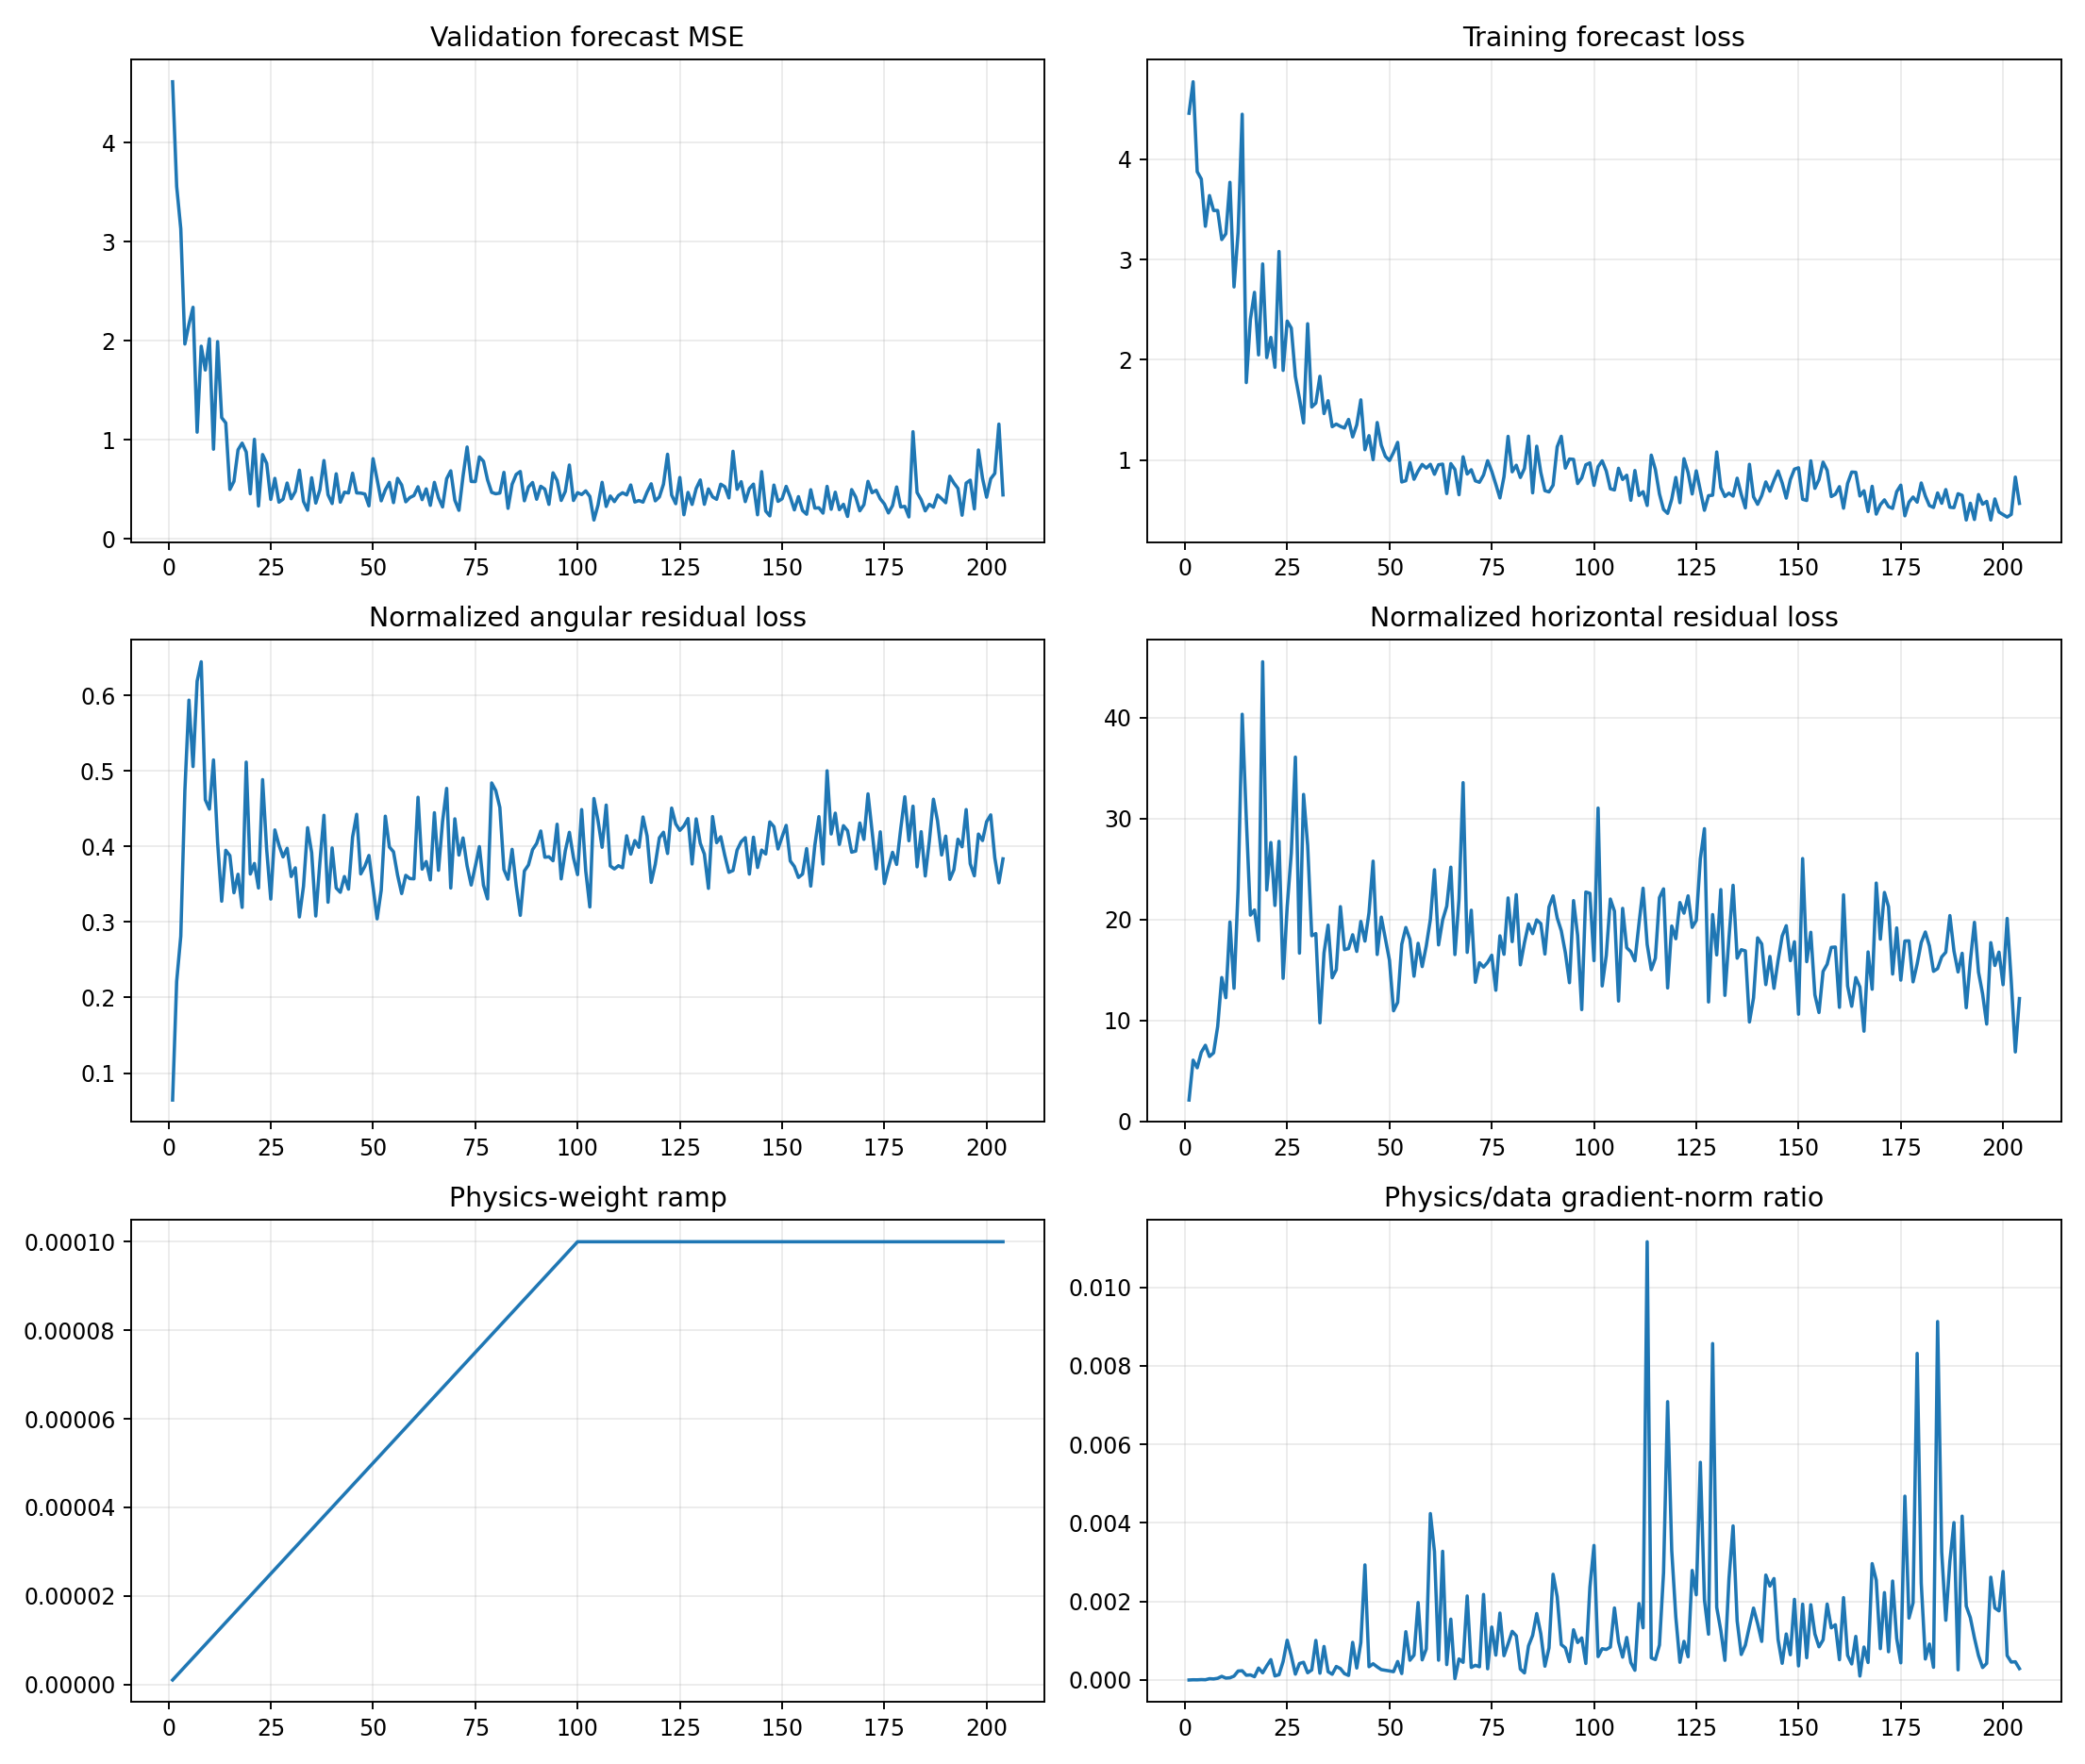 Validation forecast MSE
4
3
2
1
0
0 25 50 75 100 125 150 175 200
Training forecast loss
4
3
2
1
0 25 50 75 100 125 150 175 200
Normalized angular residual loss
0.6
0.5
0.4
0.3
0.2
0.1
0 25 50 75 100 125 150 175 200
Normalized horizontal residual loss
40
30
20
10
0
0 25 50 75 100 125 150 175 200
Physics-weight ramp
0.00010
0.00008
0.00006
0.00004
0.00002
0.00000
0 25 50 75 100 125 150 175 200
Physics/data gradient-norm ratio
0.010
0.008
0.006
0.004
0.002
0.000
0 25 50 75 100 125 150 175 200